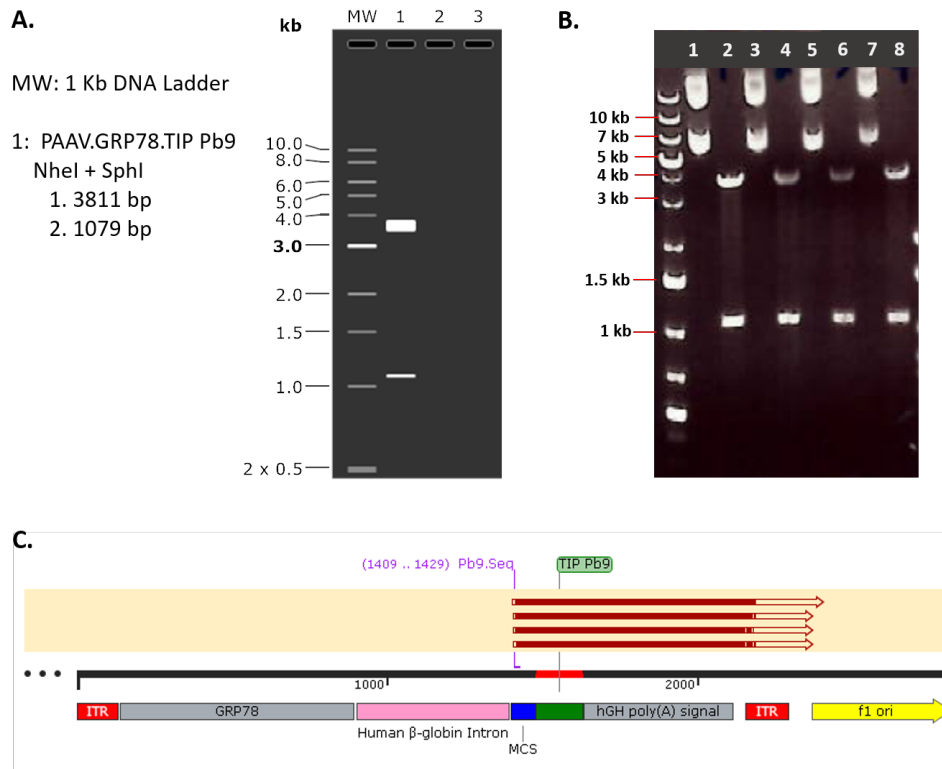 A.
MW: 1 Kb DNA Ladder
1: PAAV.GRP78.TIP Pb9
NheI + SphI
1. 3811 bp
2. 1079 bp
kb
MW 1 2 3
10.0
8.0
6.0
5.0
4.0
3.0
2.0
1.5
1.0
2 x 0.5
B.
1 2 3 4 5 6 7 8
10 kb
7 kb
5 kb
4 kb
3 kb
1.5 kb
1 kb
C.
(1409 .. 1429) Pb9.Seq
TIP Pb9
1000
2000
ITR
GRP78
hGH poly(A) signal
ITR
f1 ori
Human β-globin Intron
MCS